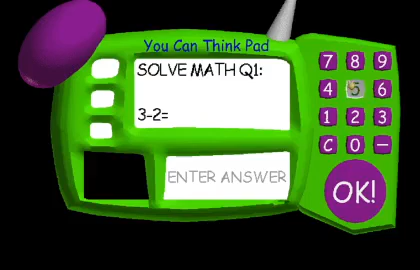 You Can Think Pad
SOLVE MATH Q1:
3-2=
ENTER ANSWER
7 8 9
4 5 6
1 2 3
C 0 −
OK!